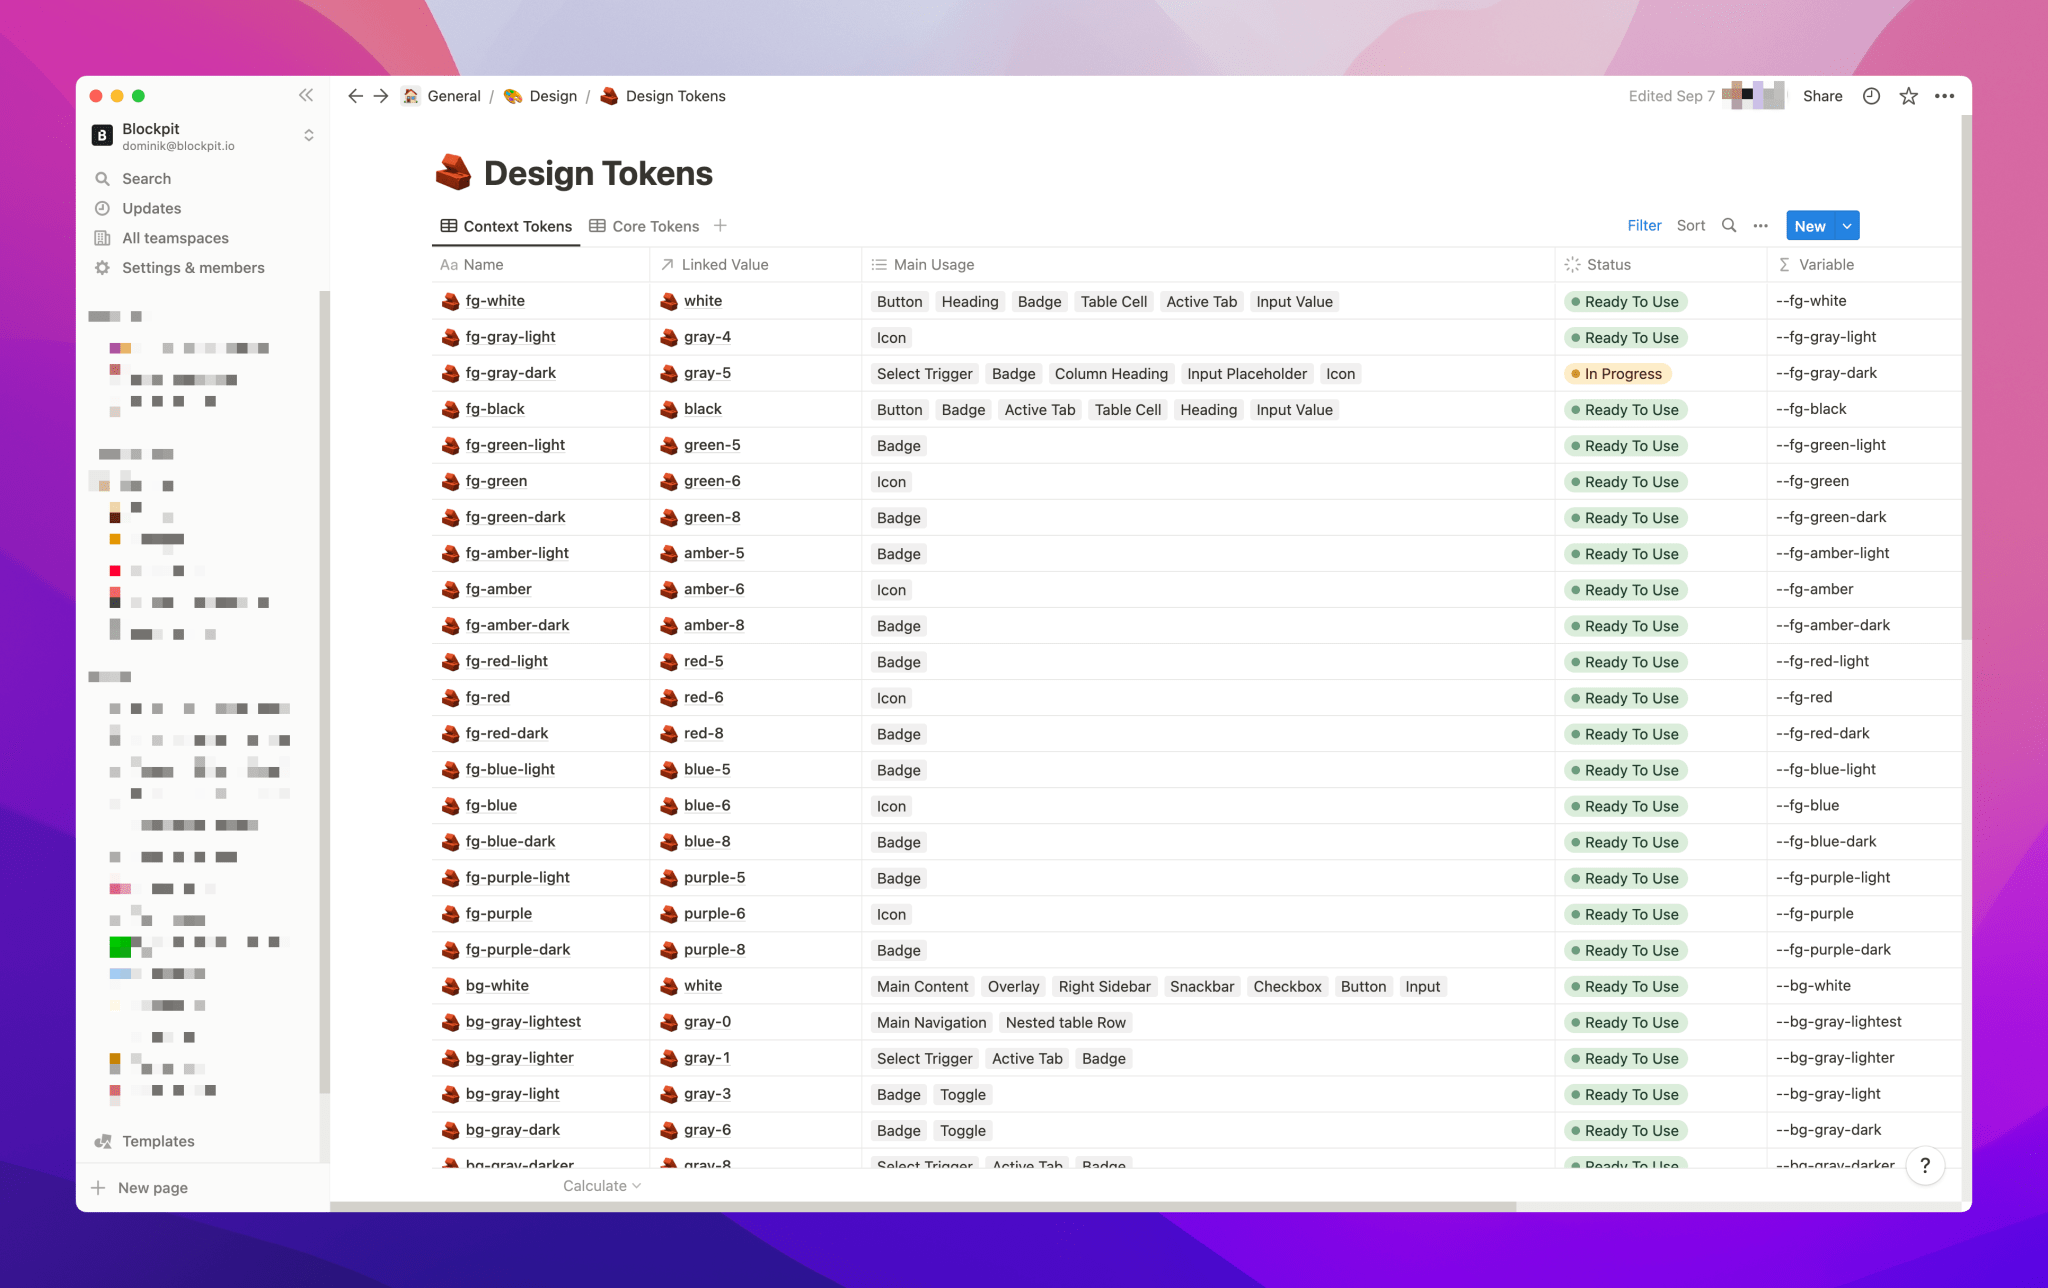 Blockpit
dominik@blockpit.io
Search
Updates
All teamspaces
Settings & members
Templates
New page
General / Design / Design Tokens
Edited Sep 7 Share
Design Tokens
Context Tokens Core Tokens
Filter Sort New
Aa Name Linked Value Main Usage Status Σ Variable
fg-white white Button Heading Badge Table Cell Active Tab Input Value Ready To Use --fg-white
fg-gray-light gray-4 Icon Ready To Use --fg-gray-light
fg-gray-dark gray-5 Select Trigger Badge Column Heading Input Placeholder Icon In Progress --fg-gray-dark
fg-black black Button Badge Active Tab Table Cell Heading Input Value Ready To Use --fg-black
fg-green-light green-5 Badge Ready To Use --fg-green-light
fg-green green-6 Icon Ready To Use --fg-green
fg-green-dark green-8 Badge Ready To Use --fg-green-dark
fg-amber-light amber-5 Badge Ready To Use --fg-amber-light
fg-amber amber-6 Icon Ready To Use --fg-amber
fg-amber-dark amber-8 Badge Ready To Use --fg-amber-dark
fg-red-light red-5 Badge Ready To Use --fg-red-light
fg-red red-6 Icon Ready To Use --fg-red
fg-red-dark red-8 Badge Ready To Use --fg-red-dark
fg-blue-light blue-5 Badge Ready To Use --fg-blue-light
fg-blue blue-6 Icon Ready To Use --fg-blue
fg-blue-dark blue-8 Badge Ready To Use --fg-blue-dark
fg-purple-light purple-5 Badge Ready To Use --fg-purple-light
fg-purple purple-6 Icon Ready To Use --fg-purple
fg-purple-dark purple-8 Badge Ready To Use --fg-purple-dark
bg-white white Main Content Overlay Right Sidebar Snackbar Checkbox Button Input Ready To Use --bg-white
bg-gray-lightest gray-0 Main Navigation Nested table Row Ready To Use --bg-gray-lightest
bg-gray-lighter gray-1 Select Trigger Active Tab Badge Ready To Use --bg-gray-lighter
bg-gray-light gray-3 Badge Toggle Ready To Use --bg-gray-light
bg-gray-dark gray-6 Badge Toggle Ready To Use --bg-gray-dark
bg-gray-darker gray-8 Select Trigger Active Tab Badge Ready To Use --bg-gray-darker
Calculate
?